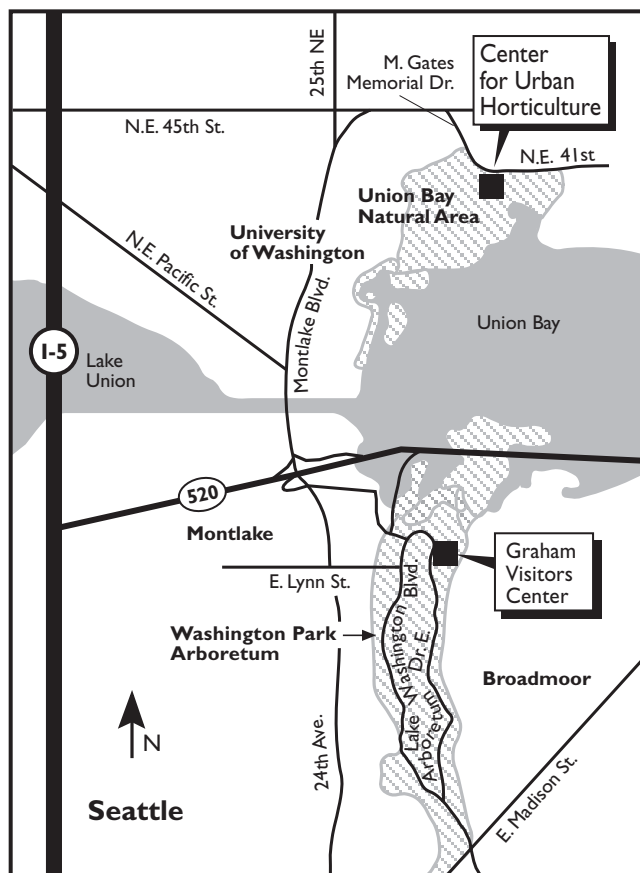 25th NE
M. Gates
Memorial Dr.
Center
for Urban
Horticulture
N.E. 45th St.
N.E. 41st
Union Bay
Natural Area
University
of Washington
N.E. Pacific St.
Montlake Blvd.
Union Bay
I-5
Lake
Union
520
Montlake
Graham
Visitors
Center
E. Lynn St.
Lake Washington Blvd.
Arboretum Dr. E.
Washington Park
Arboretum
Broadmoor
N
24th Ave.
E. Madison St.
Seattle